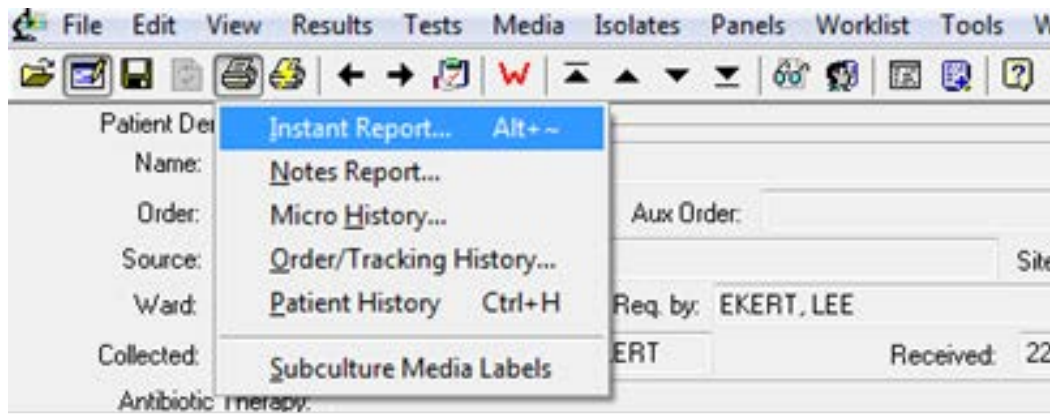 File Edit View Results Tests Media Isolates Panels Worklist Tools
W
Patient
Instant Report... Alt+~
Name:
Notes Report...
Order:
Micro History...
Aux Order:
Source:
Order/Tracking History...
Site
Ward:
Patient History Ctrl+H
Req. by: EKERT, LEE
Collected:
ERT
Received: 22
Subculture Media Labels
Antibiotic Therapy: